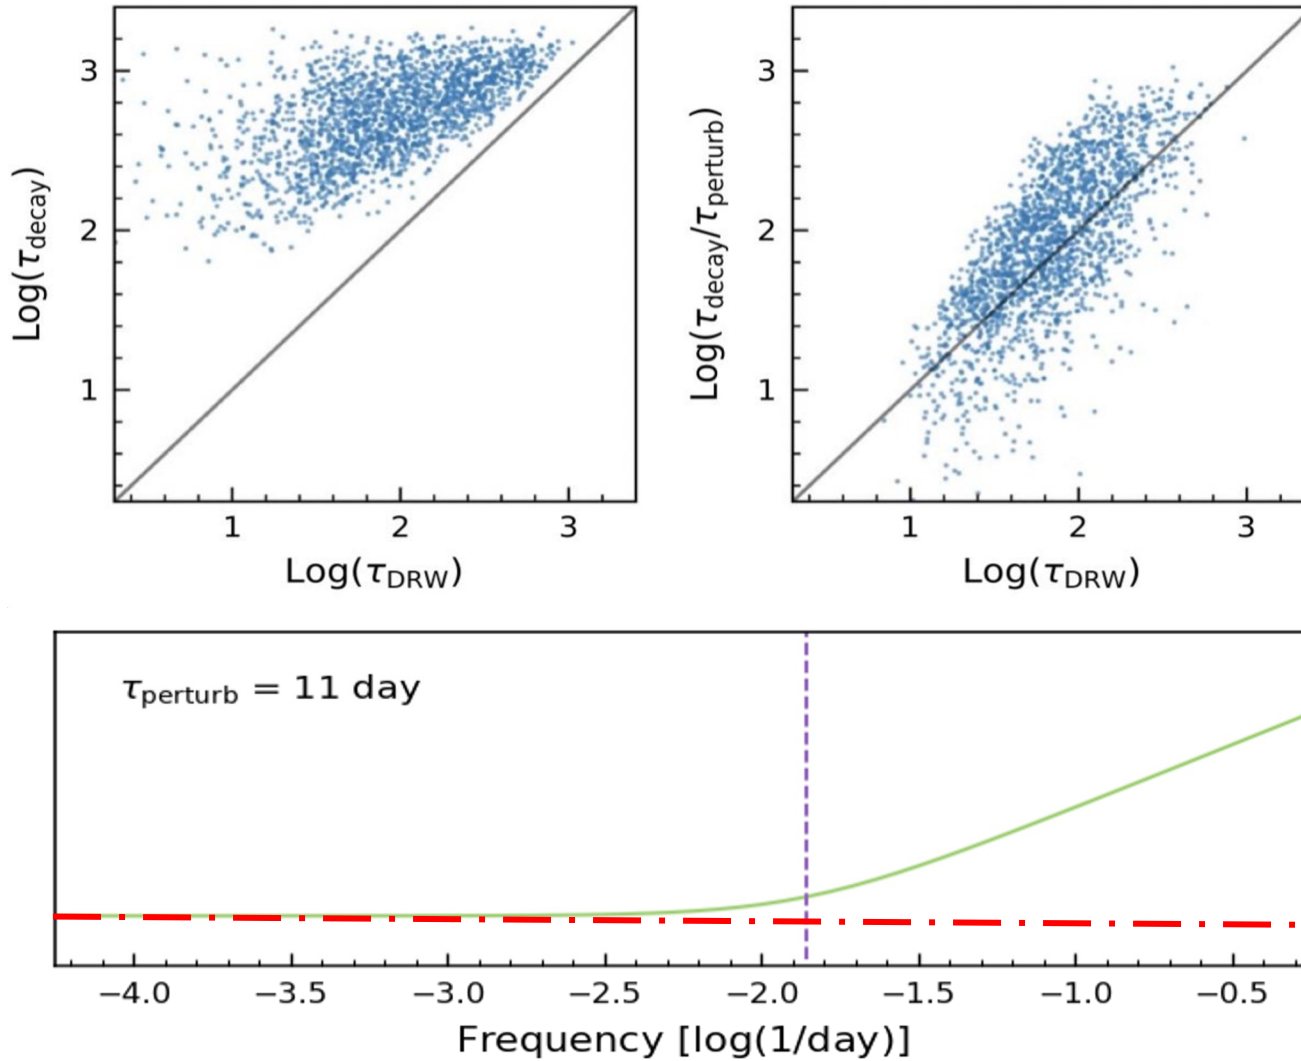 3
2
1
Log(τdecay)
1 2 3
Log(τDRW)
3
2
1
Log(τdecay/τperturb)
1 2 3
Log(τDRW)
τperturb = 11 day
−4.0 −3.5 −3.0 −2.5 −2.0 −1.5 −1.0 −0.5
Frequency [log(1/day)]